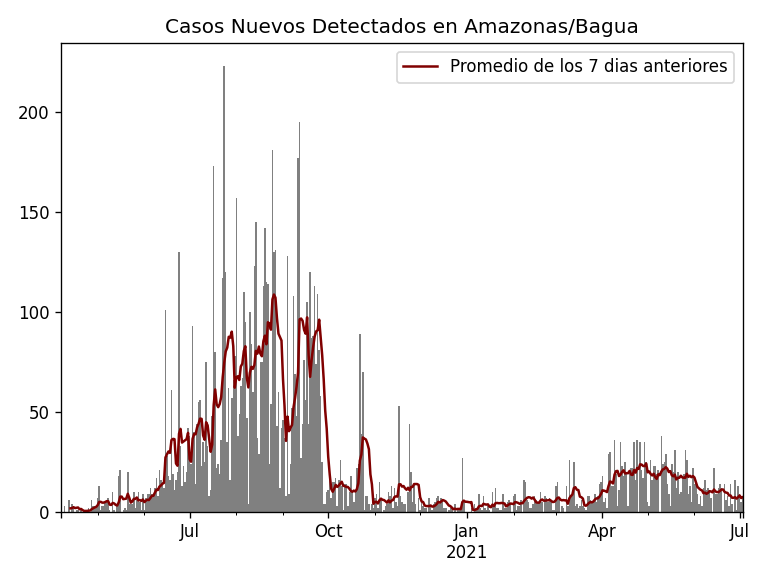 Casos Nuevos Detectados en Amazonas/Bagua
Promedio de los 7 dias anteriores
200
150
100
50
0
Jul
Oct
Jan
2021
Apr
Jul